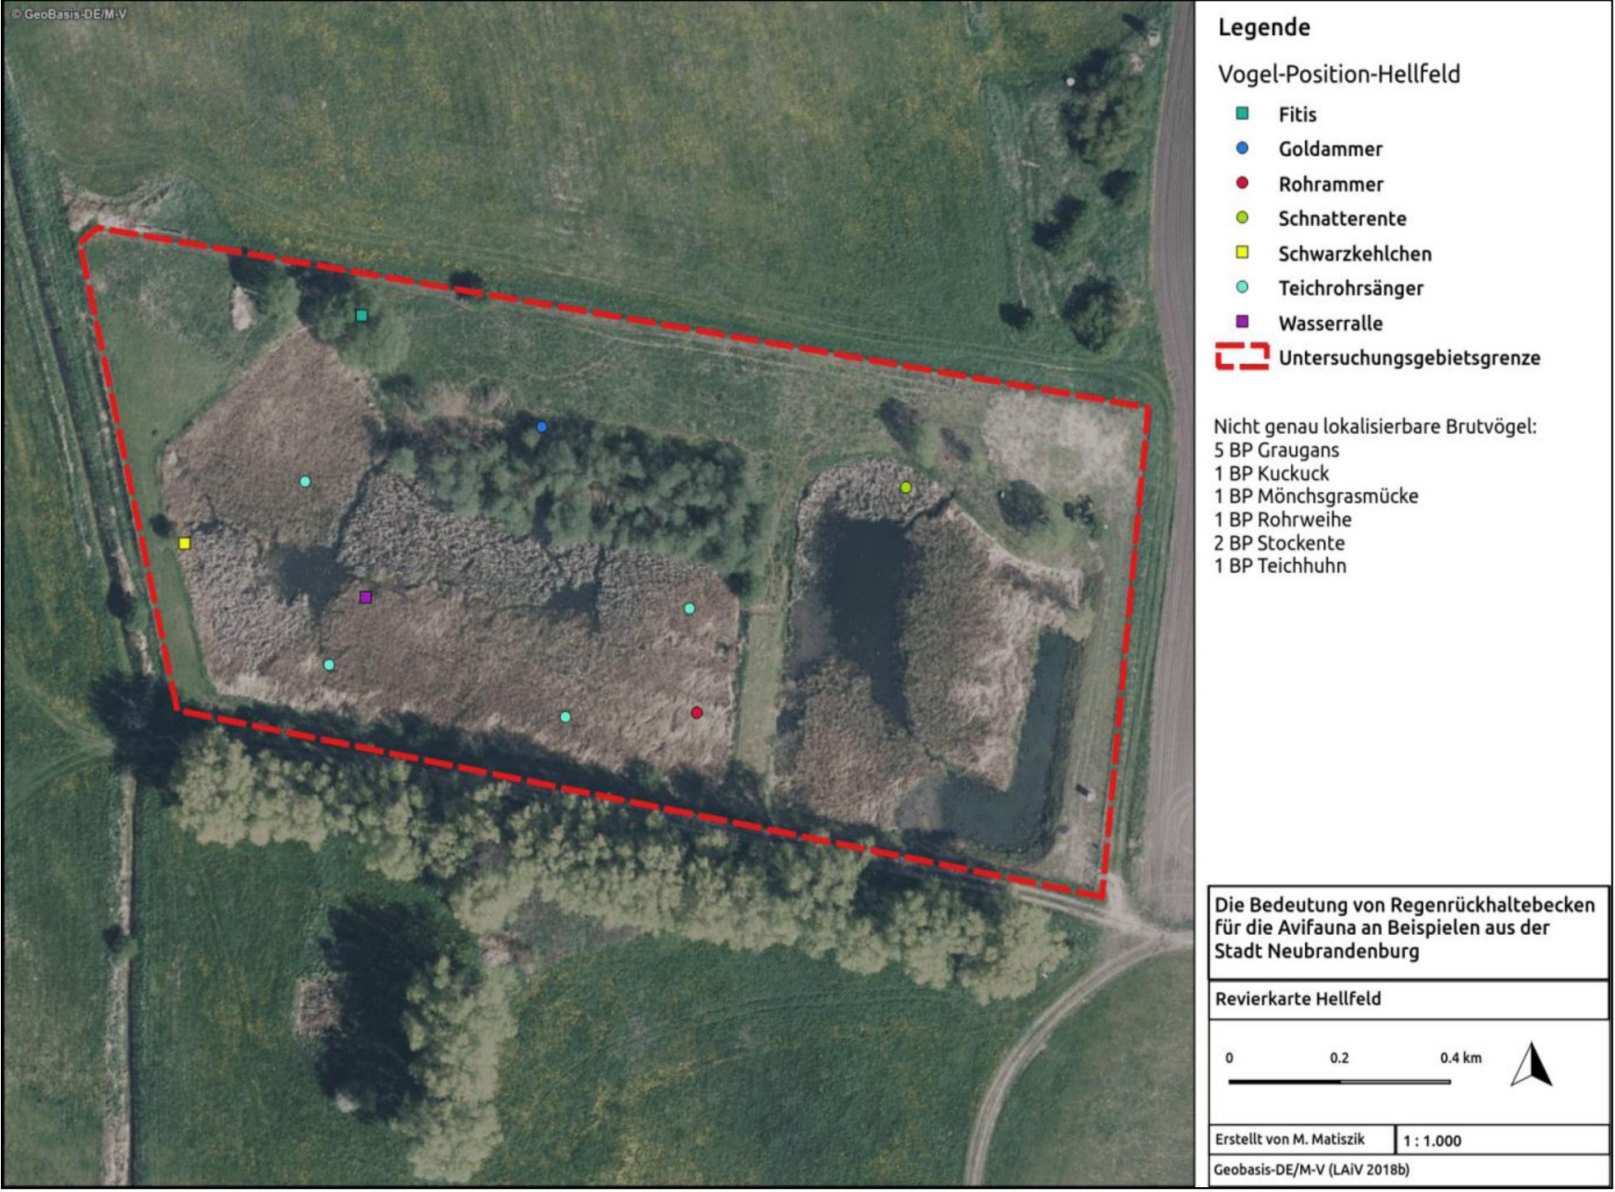 © GeoBasis-DE/M-V
Legende
Vogel-Position-Hellfeld
Fitis
Goldammer
Rohrammer
Schnatterente
Schwarzkehlchen
Teichrohrsänger
Wasserralle
Untersuchungsgebietsgrenze
Nicht genau lokalisierbare Brutvögel:
5 BP Graugans
1 BP Kuckuck
1 BP Mönchsgrasmücke
1 BP Rohrweihe
2 BP Stockente
1 BP Teichhuhn
Die Bedeutung von Regenrückhaltebecken
für die Avifauna an Beispielen aus der
Stadt Neubrandenburg
Revierkarte Hellfeld
0 0.2 0.4 km
Erstellt von M. Matiszik 1 : 1.000
Geobasis-DE/M-V (LAiV 2018b)